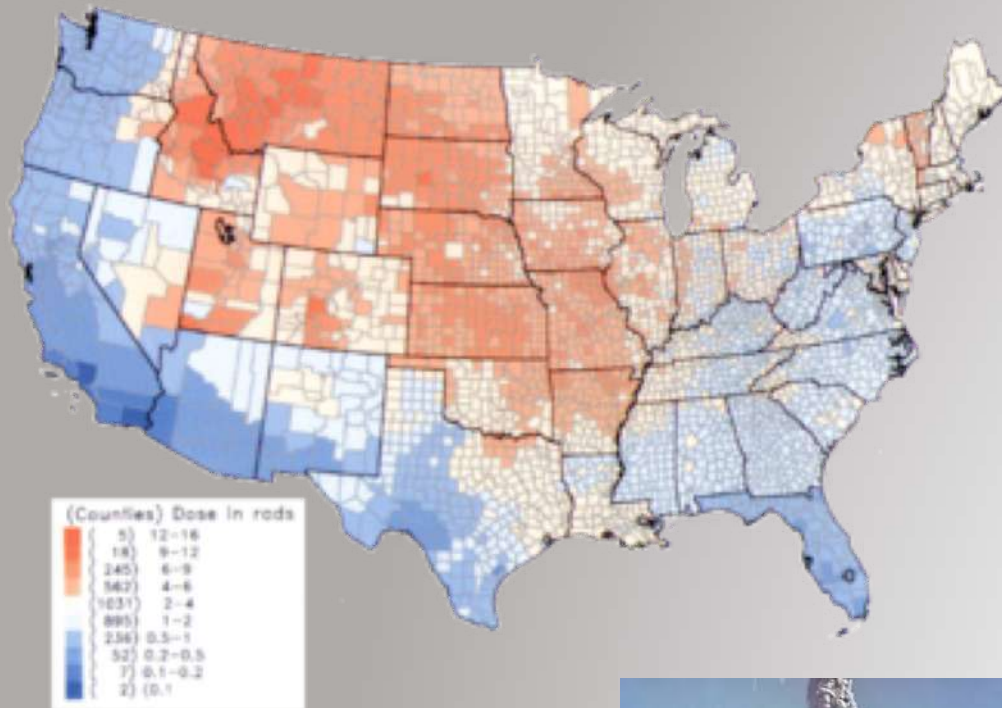 (Counties) Dose in rads
( 5) 12-16
( 18) 9-12
( 245) 6-9
( 562) 4-6
(1031) 2-4
( 895) 1-2
( 236) 0.5-1
( 52) 0.2-0.5
( 7) 0.1-0.2
( 2) <0.1